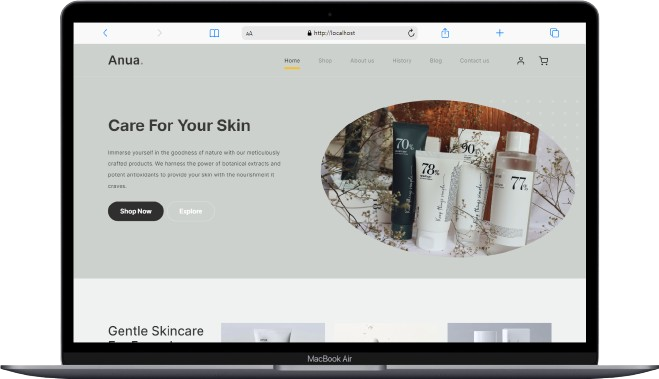 AA http://localhost
Anua.
Home Shop About us History Blog Contact us
Care For Your Skin
Immerse yourself in the goodness of nature with our meticulously
crafted products. We harness the power of botanical extracts and
potent antioxidants to provide your skin with the nourishment it
craves.
Shop Now Explore
70%
78%
90%
77%
Gentle Skincare
MacBook Air